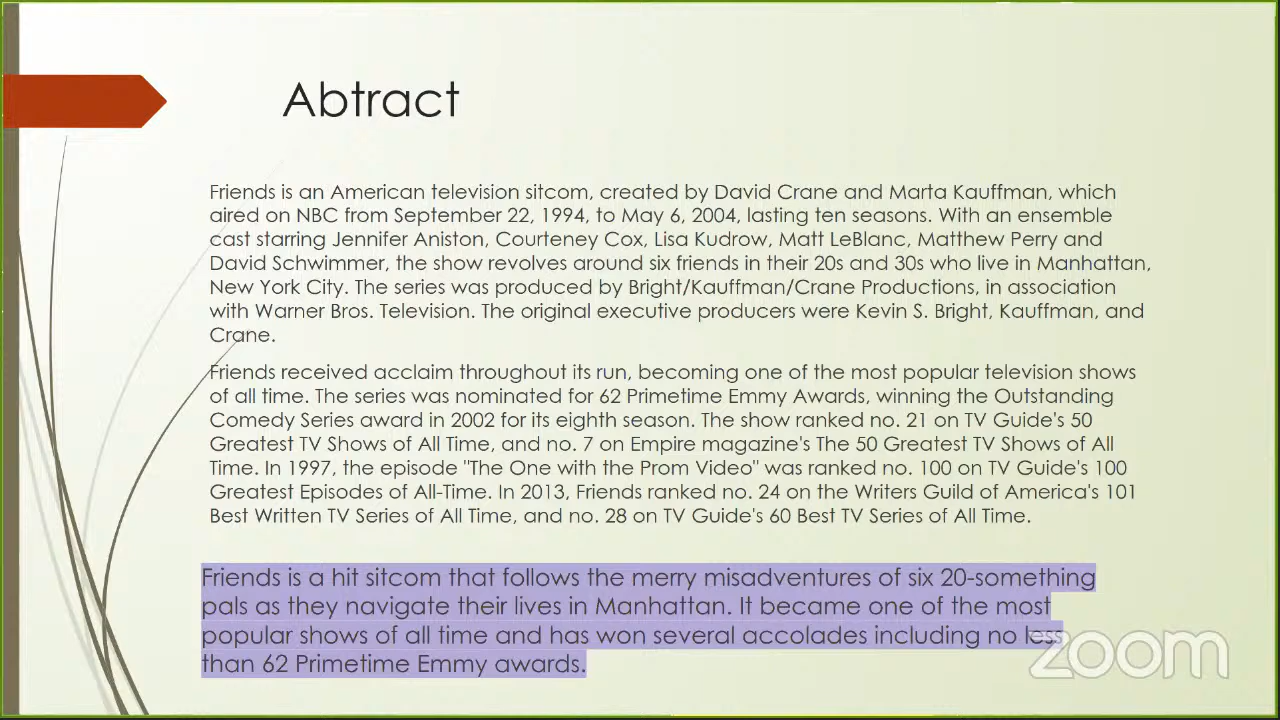 Abtract
Friends is an American television sitcom, created by David Crane and Marta Kauffman, which
aired on NBC from September 22, 1994, to May 6, 2004, lasting ten seasons. With an ensemble
cast starring Jennifer Aniston, Courteney Cox, Lisa Kudrow, Matt LeBlanc, Matthew Perry and
David Schwimmer, the show revolves around six friends in their 20s and 30s who live in Manhattan,
New York City. The series was produced by Bright/Kauffman/Crane Productions, in association
with Warner Bros. Television. The original executive producers were Kevin S. Bright, Kauffman, and
Crane.
Friends received acclaim throughout its run, becoming one of the most popular television shows
of all time. The series was nominated for 62 Primetime Emmy Awards, winning the Outstanding
Comedy Series award in 2002 for its eighth season. The show ranked no. 21 on TV Guide's 50
Greatest TV Shows of All Time, and no. 7 on Empire magazine's The 50 Greatest TV Shows of All
Time. In 1997, the episode "The One with the Prom Video" was ranked no. 100 on TV Guide's 100
Greatest Episodes of All-Time. In 2013, Friends ranked no. 24 on the Writers Guild of America's 101
Best Written TV Series of All Time, and no. 28 on TV Guide's 60 Best TV Series of All Time.
Friends is a hit sitcom that follows the merry misadventures of six 20-something
pals as they navigate their lives in Manhattan. It became one of the most
popular shows of all time and has won several accolades including no less
than 62 Primetime Emmy awards.
zoom